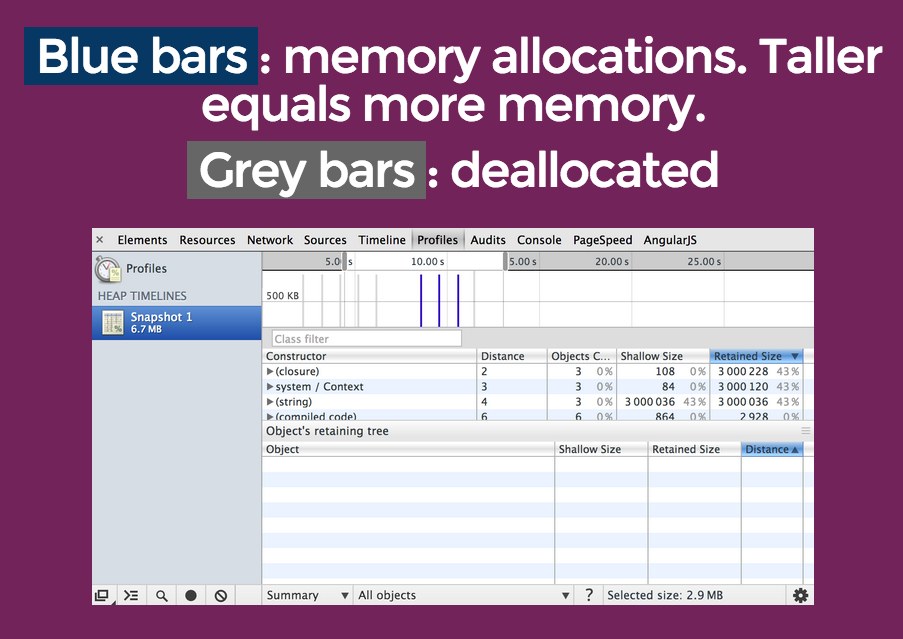 Blue bars : memory allocations. Taller
equals more memory.
Grey bars : deallocated
× Elements Resources Network Sources Timeline Profiles Audits Console PageSpeed AngularJS
Profiles
HEAP TIMELINES
Snapshot 1
6.7 MB
5.0 s 10.00 s 5.00 s 20.00 s 25.00 s
500 KB
Class filter
Constructor Distance Objects C... Shallow Size Retained Size ▼
▶(closure) 2 3 0% 108 0% 3 000 228 43%
▶system / Context 3 3 0% 84 0% 3 000 120 43%
▶(string) 4 3 0% 3 000 036 43% 3 000 036 43%
▶(compiled code) 6 6 0% 864 0% 2 928 0%
Object's retaining tree
Object Shallow Size Retained Size Distance▲
Summary ▼ All objects ▼ ? Selected size: 2.9 MB